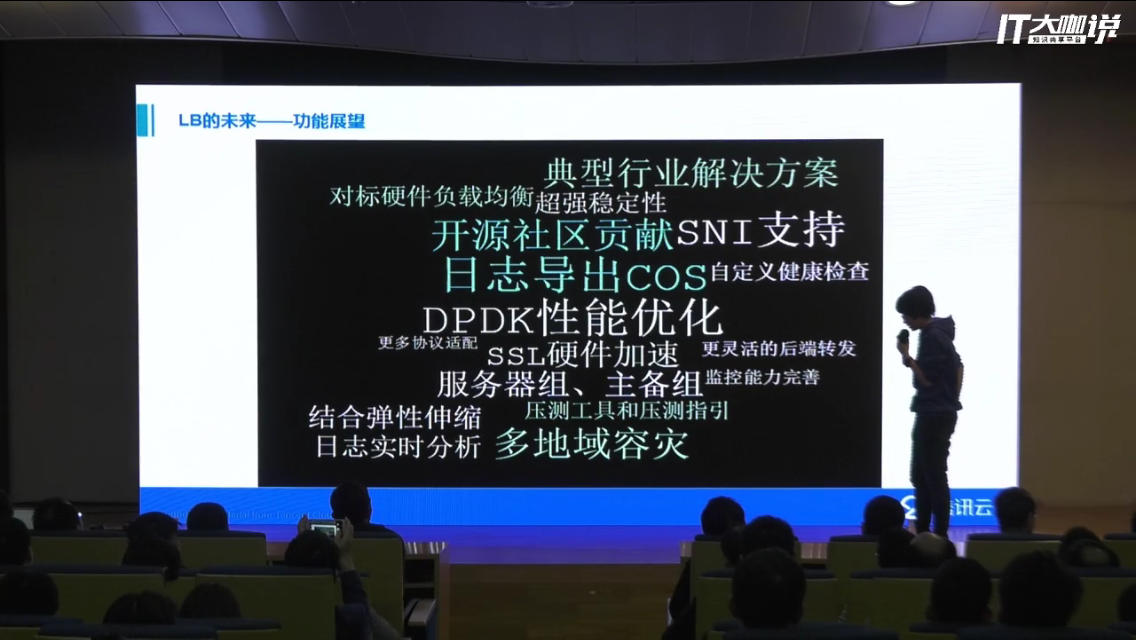 IT大咖说
知识共享平台
LB的未来——功能展望
典型行业解决方案
对标硬件负载均衡 超强稳定性
开源社区贡献 SNI支持
日志导出COS 自定义健康检查
DPDK性能优化
更多协议适配 SSL硬件加速 更灵活的后端转发
服务器组、主备组 监控能力完善
结合弹性伸缩 压测工具和压测指引
日志实时分析 多地域容灾
讯云